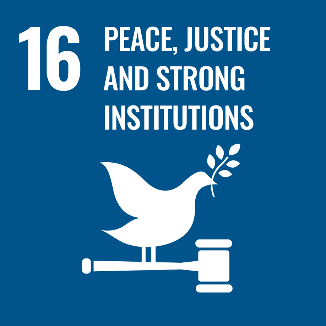 16 PEACE, JUSTICE
AND STRONG
INSTITUTIONS